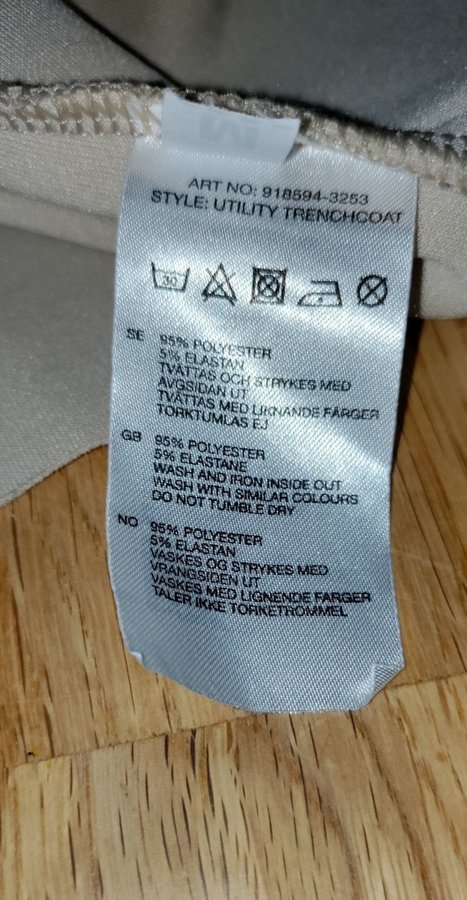 ART NO: 918594-3253
STYLE: UTILITY TRENCHCOAT
30
SE 95% POLYESTER
5% ELASTAN
TVÄTTAS OCH STRYKES MED
AVGSIDAN UT
TVÄTTAS MED LIKNANDE FÄRGER
TORKTUMLAS EJ
GB 95% POLYESTER
5% ELASTANE
WASH AND IRON INSIDE OUT
WASH WITH SIMILAR COLOURS
DO NOT TUMBLE DRY
NO 95% POLYESTER
5% ELASTAN
VASKES OG STRYKES MED
VRANGSIDEN UT
VASKES MED LIGNENDE FARGER
TALER IKKE TORKETROMMEL